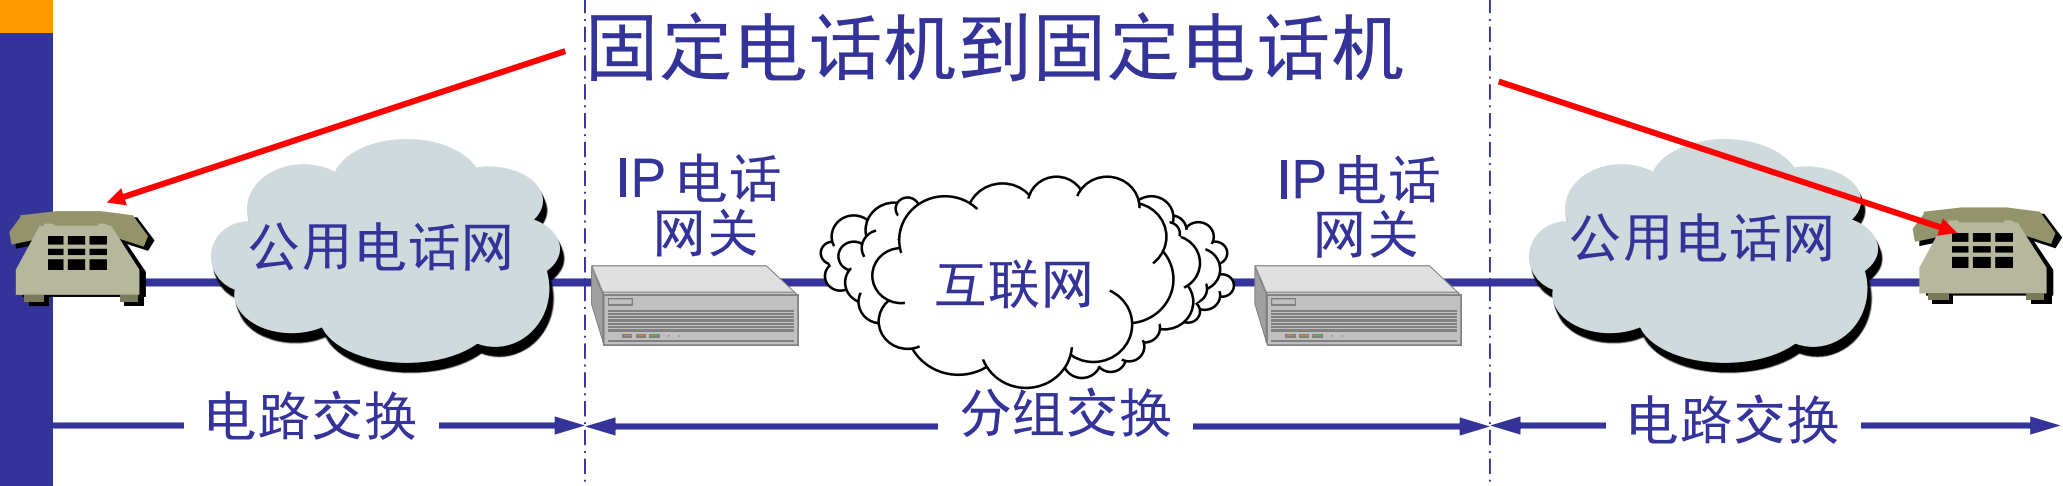 固定电话机到固定电话机
IP 电话
网关
IP 电话
网关
公用电话网
互联网
公用电话网
电路交换
分组交换
电路交换